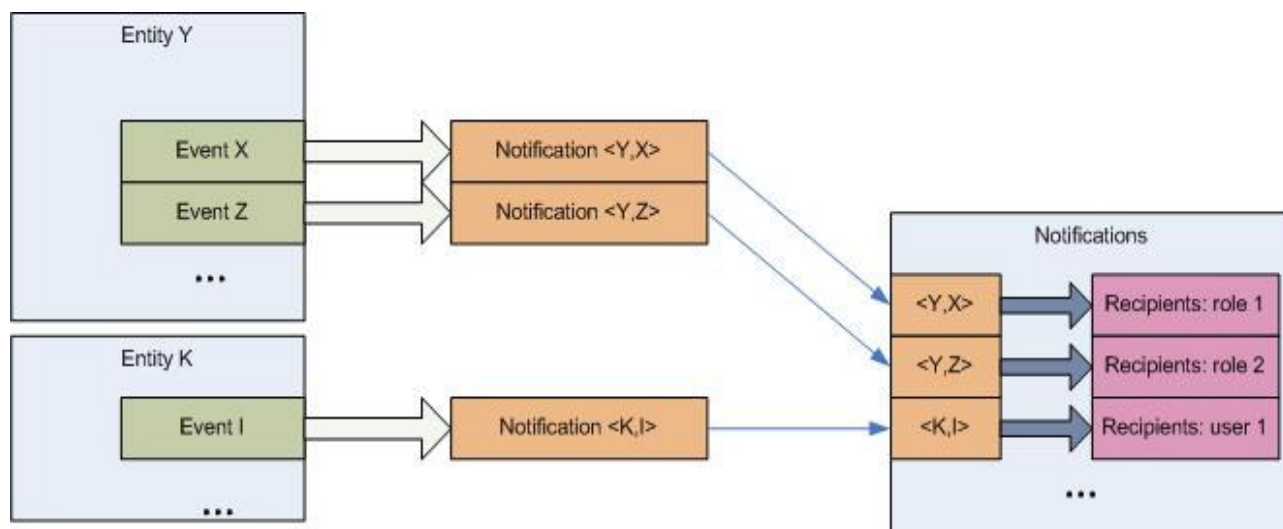 Entity Y
Event X
Notification <Y,X>
Event Z
Notification <Y,Z>
...
Entity K
Event I
Notification <K,I>
...
Notifications
<Y,X>
Recipients: role 1
<Y,Z>
Recipients: role 2
<K,I>
Recipients: user 1
...